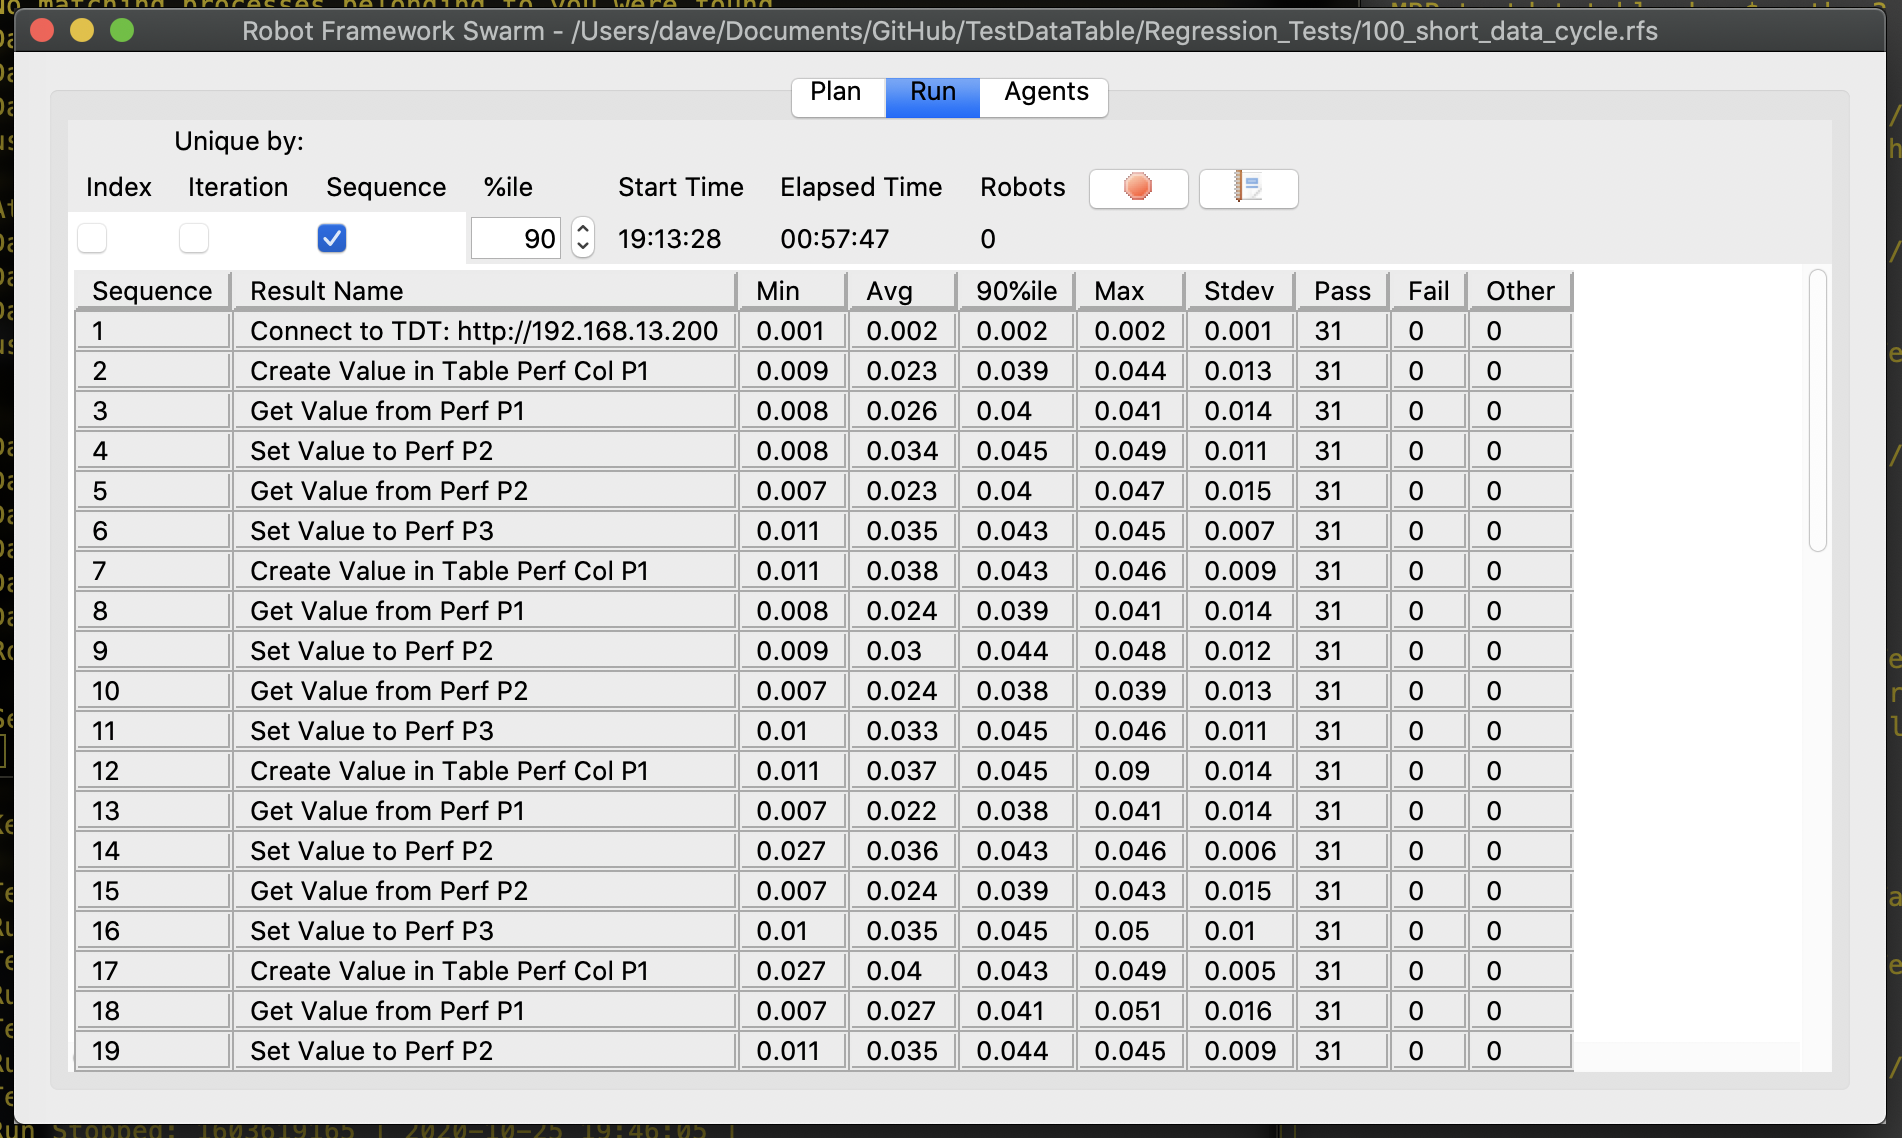 No matching processes belonging to you were found
Robot Framework Swarm - /Users/dave/Documents/GitHub/TestDataTable/Regression_Tests/100_short_data_cycle.rfs
Plan Run Agents
Unique by:
Index Iteration Sequence %ile Start Time Elapsed Time Robots
90 19:13:28 00:57:47 0
Sequence Result Name Min Avg 90%ile Max Stdev Pass Fail Other
1 Connect to TDT: http://192.168.13.200 0.001 0.002 0.002 0.002 0.001 31 0 0
2 Create Value in Table Perf Col P1 0.009 0.023 0.039 0.044 0.013 31 0 0
3 Get Value from Perf P1 0.008 0.026 0.04 0.041 0.014 31 0 0
4 Set Value to Perf P2 0.008 0.034 0.045 0.049 0.011 31 0 0
5 Get Value from Perf P2 0.007 0.023 0.04 0.047 0.015 31 0 0
6 Set Value to Perf P3 0.011 0.035 0.043 0.045 0.007 31 0 0
7 Create Value in Table Perf Col P1 0.011 0.038 0.043 0.046 0.009 31 0 0
8 Get Value from Perf P1 0.008 0.024 0.039 0.041 0.014 31 0 0
9 Set Value to Perf P2 0.009 0.03 0.044 0.048 0.012 31 0 0
10 Get Value from Perf P2 0.007 0.024 0.038 0.039 0.013 31 0 0
11 Set Value to Perf P3 0.01 0.033 0.045 0.046 0.011 31 0 0
12 Create Value in Table Perf Col P1 0.011 0.037 0.045 0.09 0.014 31 0 0
13 Get Value from Perf P1 0.007 0.022 0.038 0.041 0.014 31 0 0
14 Set Value to Perf P2 0.027 0.036 0.043 0.046 0.006 31 0 0
15 Get Value from Perf P2 0.007 0.024 0.039 0.043 0.015 31 0 0
16 Set Value to Perf P3 0.01 0.035 0.045 0.05 0.01 31 0 0
17 Create Value in Table Perf Col P1 0.027 0.04 0.043 0.049 0.005 31 0 0
18 Get Value from Perf P1 0.007 0.027 0.041 0.051 0.016 31 0 0
19 Set Value to Perf P2 0.011 0.035 0.044 0.045 0.009 31 0 0
Run Stopped: 1603619165 [ 2020-10-25 19:46:05 ]